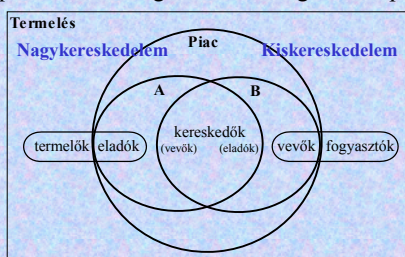 Termelés
Nagykereskedelem Piac Kiskereskedelem
A B
termelők eladók kereskedők vevők fogyasztók
(vevők) (eladók)